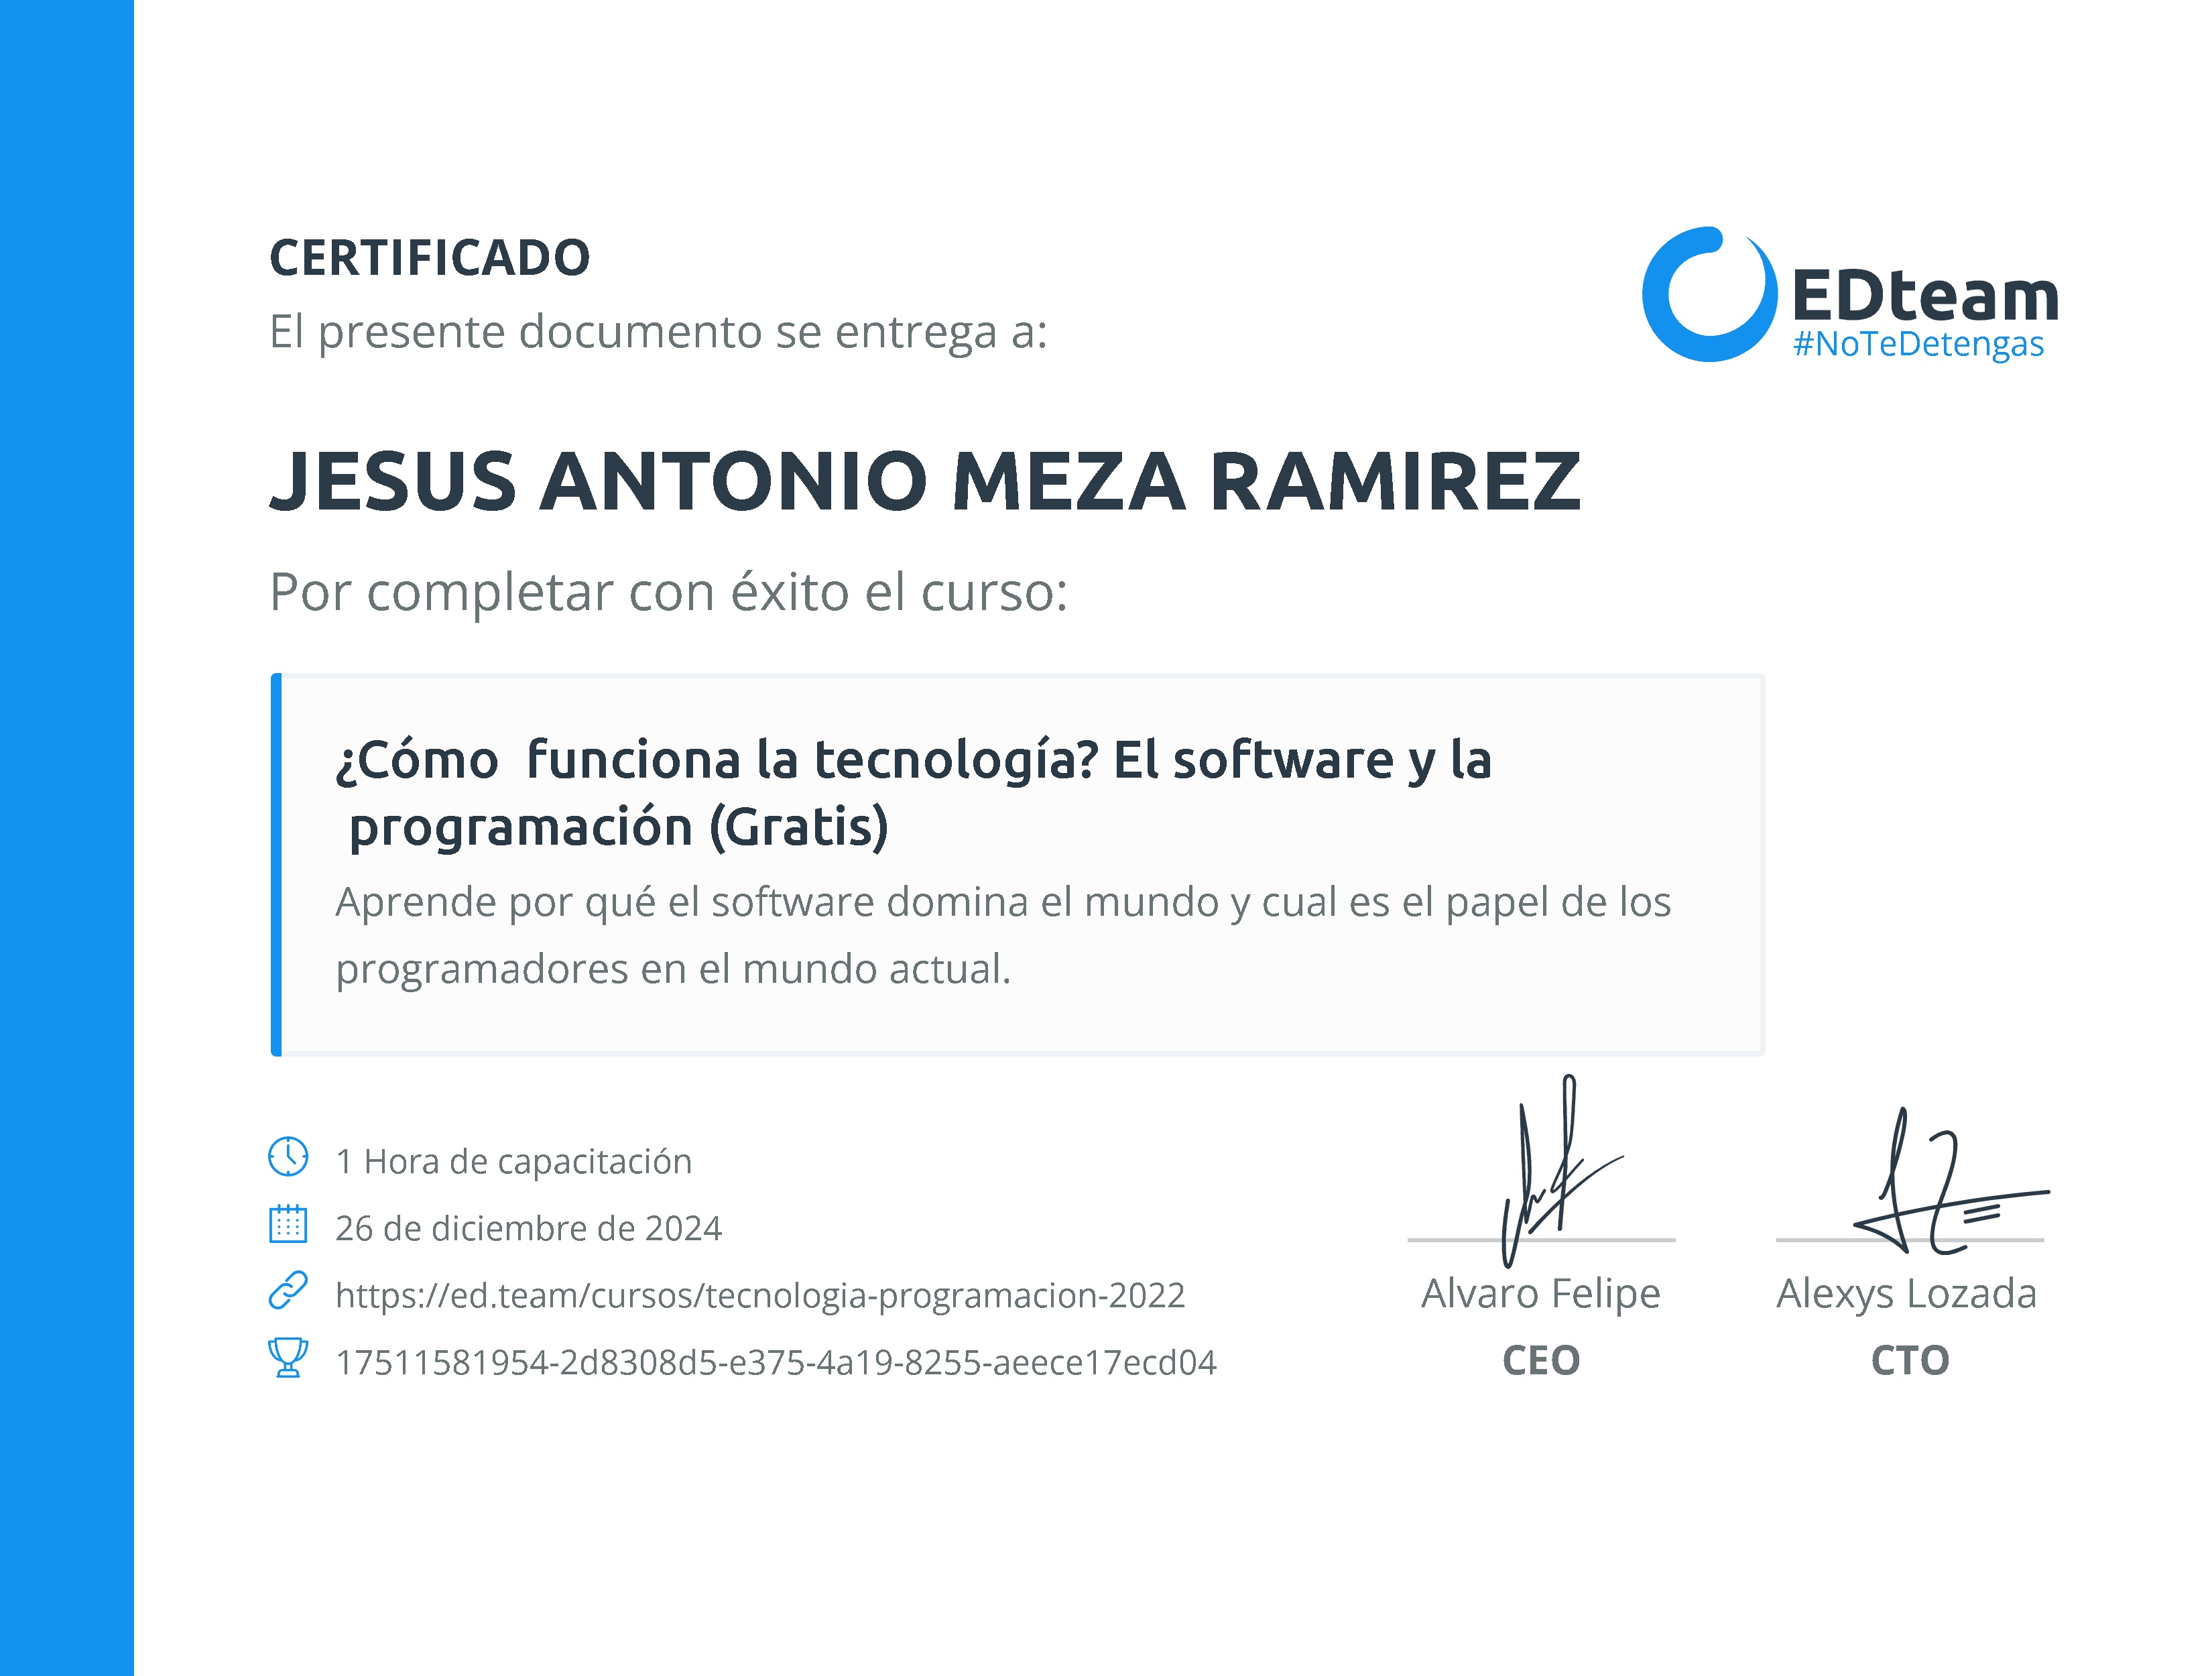 CERTIFICADO
El presente documento se entrega a:
EDteam
#NoTeDetengas
JESUS ANTONIO MEZA RAMIREZ
Por completar con éxito el curso:
¿Cómo  funciona la tecnología? El software y la
programación (Gratis)
Aprende por qué el software domina el mundo y cual es el papel de los
programadores en el mundo actual.
1 Hora de capacitación
26 de diciembre de 2024
https://ed.team/cursos/tecnologia-programacion-2022
17511581954-2d8308d5-e375-4a19-8255-aeece17ecd04
Alvaro Felipe
CEO
Alexys Lozada
CTO